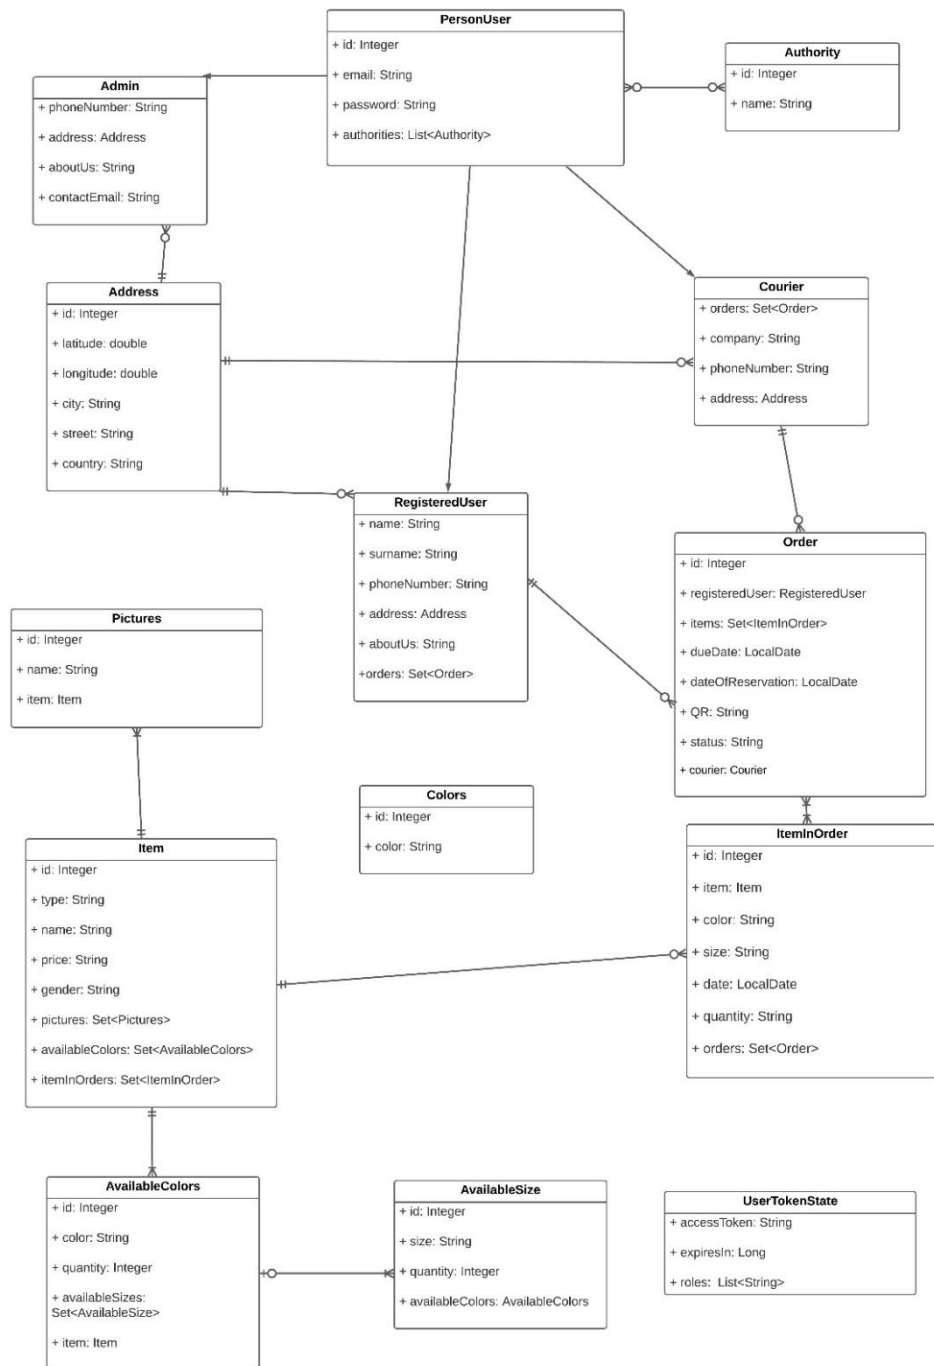 PersonUser
+ id: Integer
+ email: String
+ password: String
+ authorities: List<Authority>
Authority
+ id: Integer
+ name: String
Admin
+ phoneNumber: String
+ address: Address
+ aboutUs: String
+ contactEmail: String
Address
+ id: Integer
+ latitude: double
+ longitude: double
+ city: String
+ street: String
+ country: String
Courier
+ orders: Set<Order>
+ company: String
+ phoneNumber: String
+ address: Address
RegisteredUser
+ name: String
+ surname: String
+ phoneNumber: String
+ address: Address
+ aboutUs: String
+orders: Set<Order>
Order
+ id: Integer
+ registeredUser: RegisteredUser
+ items: Set<ItemInOrder>
+ dueDate: LocalDate
+ dateOfReservation: LocalDate
+ QR: String
+ status: String
+ courier: Courier
Pictures
+ id: Integer
+ name: String
+ item: Item
Colors
+ id: Integer
+ color: String
Item
+ id: Integer
+ type: String
+ name: String
+ price: String
+ gender: String
+ pictures: Set<Pictures>
+ availableColors: Set<AvailableColors>
+ itemInOrders: Set<ItemInOrder>
ItemInOrder
+ id: Integer
+ item: Item
+ color: String
+ size: String
+ date: LocalDate
+ quantity: String
+ orders: Set<Order>
AvailableColors
+ id: Integer
+ color: String
+ quantity: Integer
+ availableSizes:
Set<AvailableSize>
+ item: Item
AvailableSize
+ id: Integer
+ size: String
+ quantity: Integer
+ availableColors: AvailableColors
UserTokenState
+ accessToken: String
+ expiresIn: Long
+ roles: List<String>